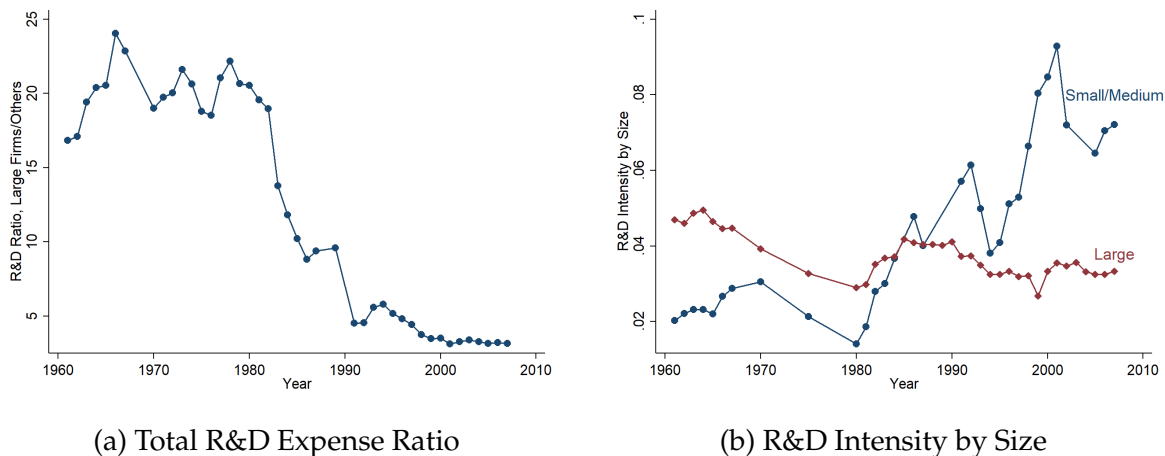 R&D Ratio, Large Firms/Others
25
20
15
10
5
1960 1970 1980 1990 2000 2010
Year
(a) Total R&D Expense Ratio
R&D Intensity by Size
.1
.08
.06
.04
.02
Small/Medium
Large
1960 1970 1980 1990 2000 2010
Year
(b) R&D Intensity by Size